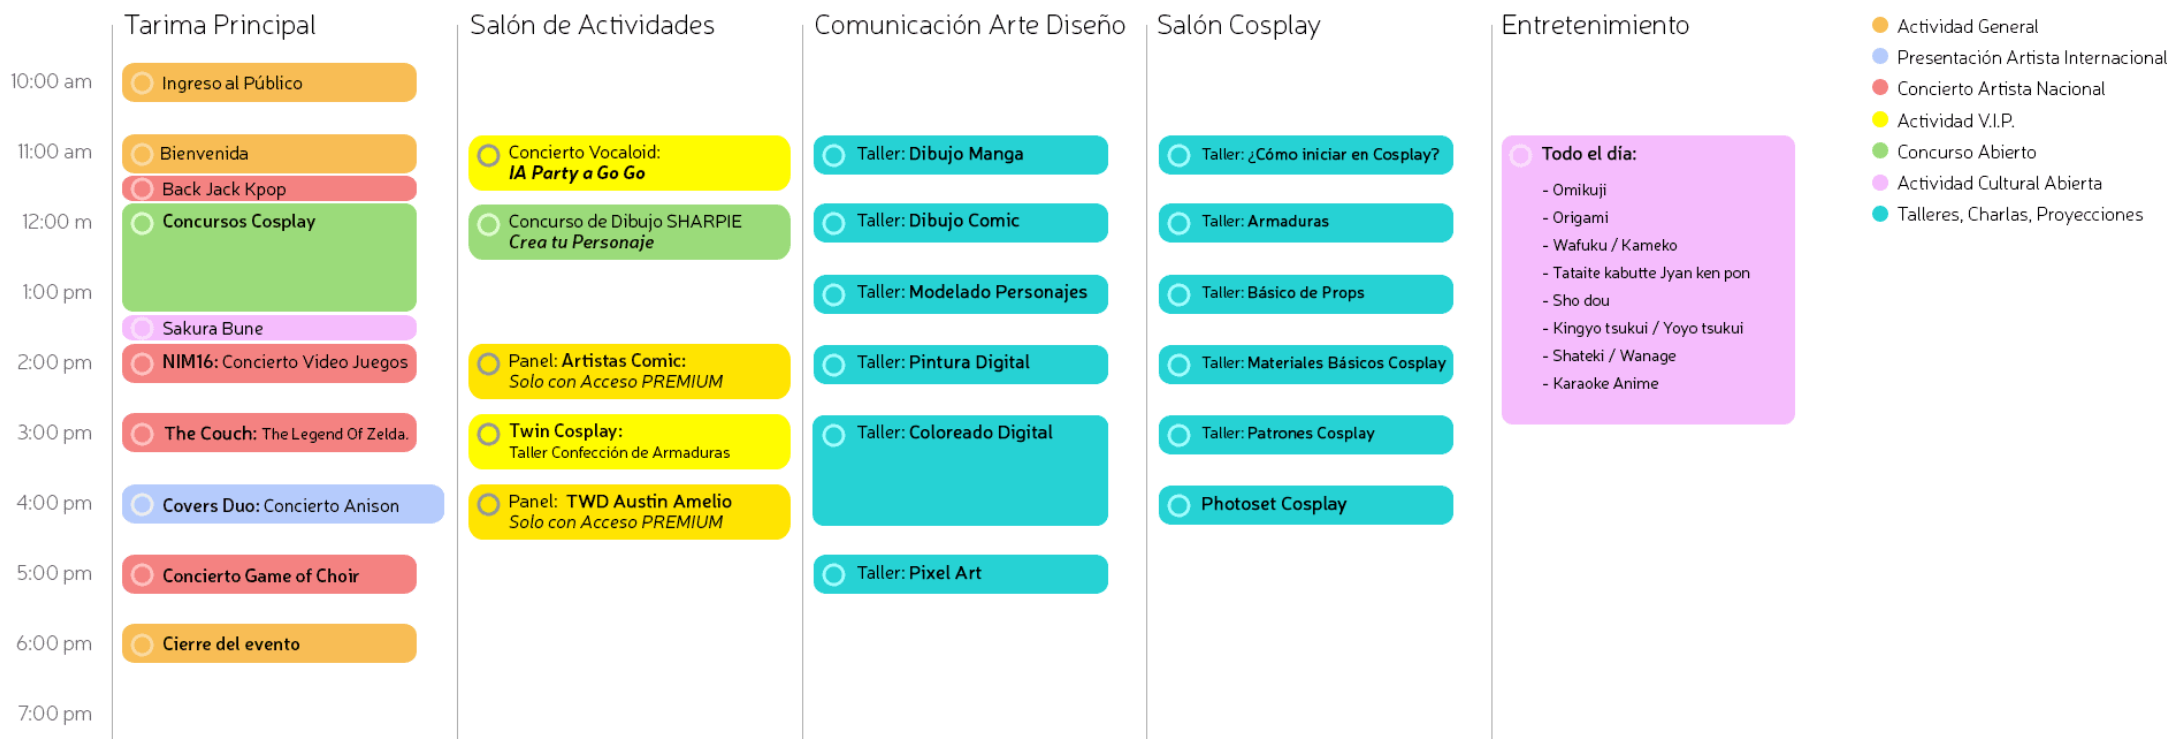 Tarima Principal
Salón de Actividades
Comunicación Arte Diseño
Salón Cosplay
Entretenimiento
10:00 am
11:00 am
12:00 m
1:00 pm
2:00 pm
3:00 pm
4:00 pm
5:00 pm
6:00 pm
7:00 pm
Ingreso al Público
Bienvenida
Back Jack Kpop
Concursos Cosplay
Sakura Bune
NIM16: Concierto Video Juegos
The Couch: The Legend Of Zelda.
Covers Duo: Concierto Anison
Concierto Game of Choir
Cierre del evento
Concierto Vocaloid:
IA Party a Go Go
Concurso de Dibujo SHARPIE
Crea tu Personaje
Panel: Artistas Comic:
Solo con Acceso PREMIUM
Twin Cosplay:
Taller Confección de Armaduras
Panel: TWD Austin Amelio
Solo con Acceso PREMIUM
Taller: Dibujo Manga
Taller: Dibujo Comic
Taller: Modelado Personajes
Taller: Pintura Digital
Taller: Coloreado Digital
Taller: Pixel Art
Taller: ¿Cómo iniciar en Cosplay?
Taller: Armaduras
Taller: Básico de Props
Taller: Materiales Básicos Cosplay
Taller: Patrones Cosplay
Photoset Cosplay
Todo el día:
- Omikuji
- Origami
- Wafuku / Kameko
- Tataite kabutte Jyan ken pon
- Sho dou
- Kingyo tsukui / Yoyo tsukui
- Shateki / Wanage
- Karaoke Anime
Actividad General
Presentación Artista Internacional
Concierto Artista Nacional
Actividad V.I.P.
Concurso Abierto
Actividad Cultural Abierta
Talleres, Charlas, Proyecciones